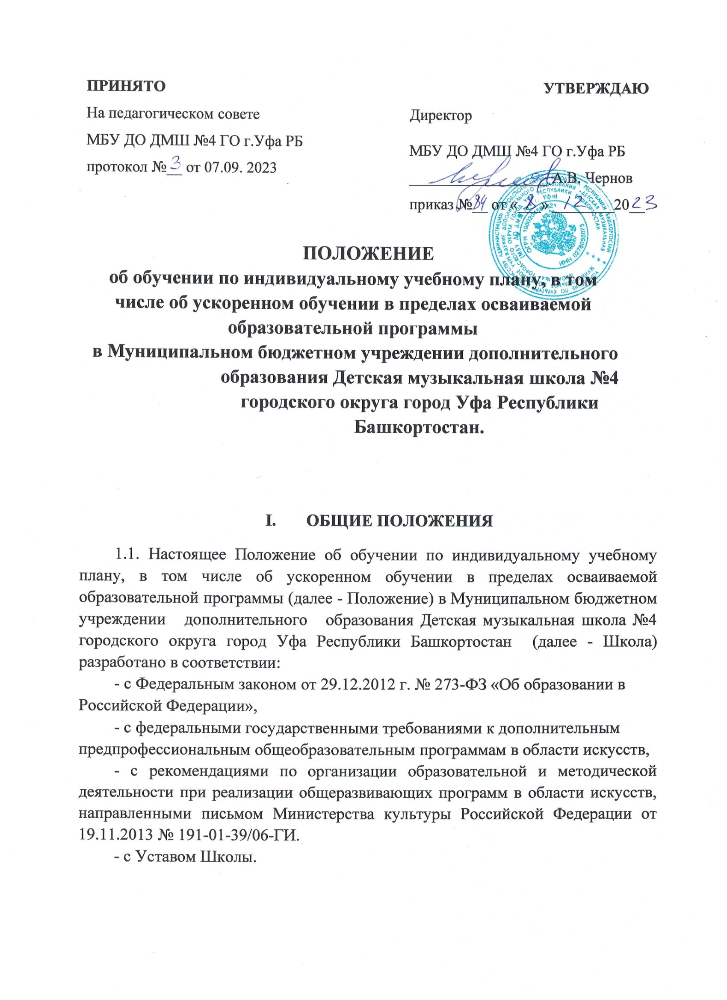 ПРИНЯТО
На педагогическом совете
МБУ ДО ДМШ №4 ГО г.Уфа РБ
протокол № 3 от 07.09. 2023
УТВЕРЖДАЮ
Директор
МБУ ДО ДМШ №4 ГО г.Уфа РБ
А.В. Чернов
приказ № 84 от « 8 » 12 2023
ПОЛОЖЕНИЕ
об обучении по индивидуальному учебному плану, в том
числе об ускоренном обучении в пределах осваиваемой
образовательной программы
в Муниципальном бюджетном учреждении дополнительного
образования Детская музыкальная школа №4
городского округа город Уфа Республики
Башкортостан.
I. ОБЩИЕ ПОЛОЖЕНИЯ
1.1. Настоящее Положение об обучении по индивидуальному учебному
плану, в том числе об ускоренном обучении в пределах осваиваемой
образовательной программы (далее - Положение) в Муниципальном бюджетном
учреждении дополнительного образования Детская музыкальная школа №4
городского округа город Уфа Республики Башкортостан (далее - Школа)
разработано в соответствии:
- с Федеральным законом от 29.12.2012 г. № 273-ФЗ «Об образовании в
Российской Федерации»,
- с федеральными государственными требованиями к дополнительным
предпрофессиональным общеобразовательным программам в области искусств,
- с рекомендациями по организации образовательной и методической
деятельности при реализации общеразвивающих программ в области искусств,
направленными письмом Министерства культуры Российской Федерации от
19.11.2013 № 191-01-39/06-ГИ.
- с Уставом Школы.
ИНН 0278055073